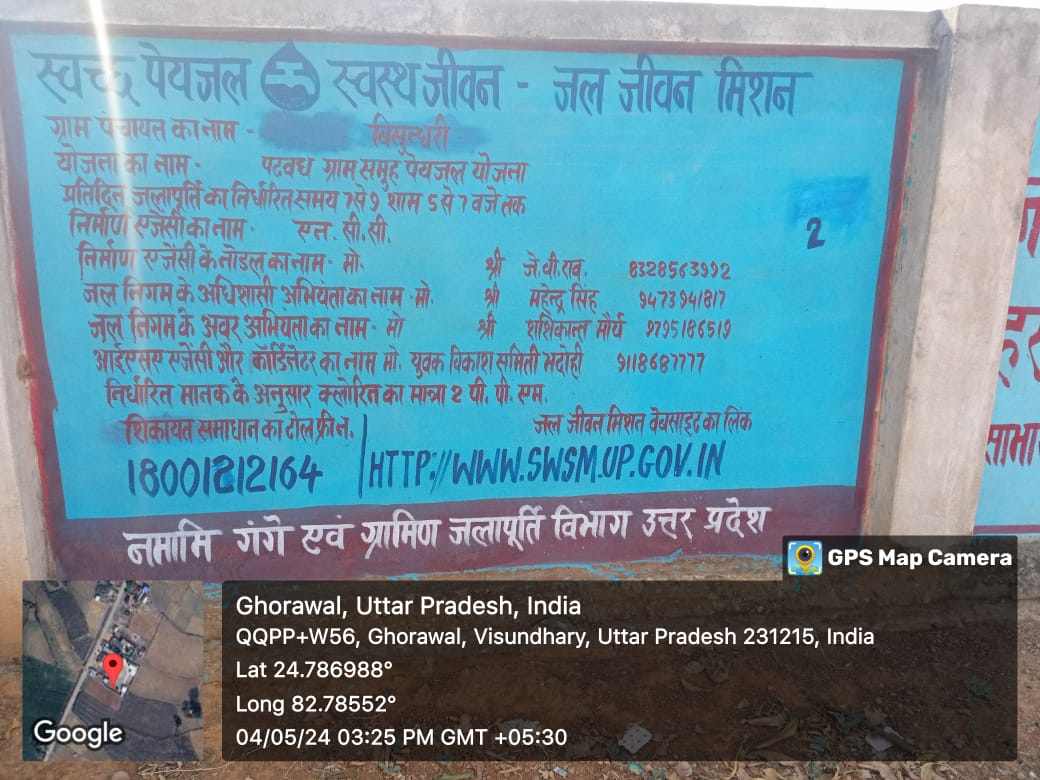 स्वच्छ पेयजल स्वस्थ जीवन - जल जीवन मिशन
ग्राम पंचायत का नाम - बिसुन्धरी
योजना का नाम - पटवध ग्राम समुह पेयजल योजना
प्रतिदिन जलापूर्ति का निर्धारित समय 7 से 9 शाम 5 से 7 वजे तक
निर्माण एजेंसी का नाम - एन. सी. सी.
निर्माण एजेंसी के नोडल का नाम - मो. श्री जे. वी. राव.
जल निगम के अधिशासी अभियंता का नाम - मो. श्री महेन्द्र सिंह
जल निगम के अवर अभियंता का नाम - मो श्री शशिकान्त मौर्य
आईएसए एजेंसी और कॉर्डिनेटर का नाम मो. युवक विकाश समिती भदोही 9118687777
निर्धारित मानक के अनुसार क्लोरित का मात्रा 2 पी. पी. एम.
2
शिकायत समाधान का टोल फ्री न. जल जीवन मिशन वेबसाइट का लिंक
18001212164 HTTP://WWW.SWSM.UP.GOV.IN
नमामि गंगे एवं ग्रामिण जलापूर्ति विभाग उत्तर प्रदेश
GPS Map Camera
Ghorawal, Uttar Pradesh, India
QQPP+W56, Ghorawal, Visundhary, Uttar Pradesh 231215, India
Lat 24.786988°
Long 82.78552°
04/05/24 03:25 PM GMT +05:30
Google